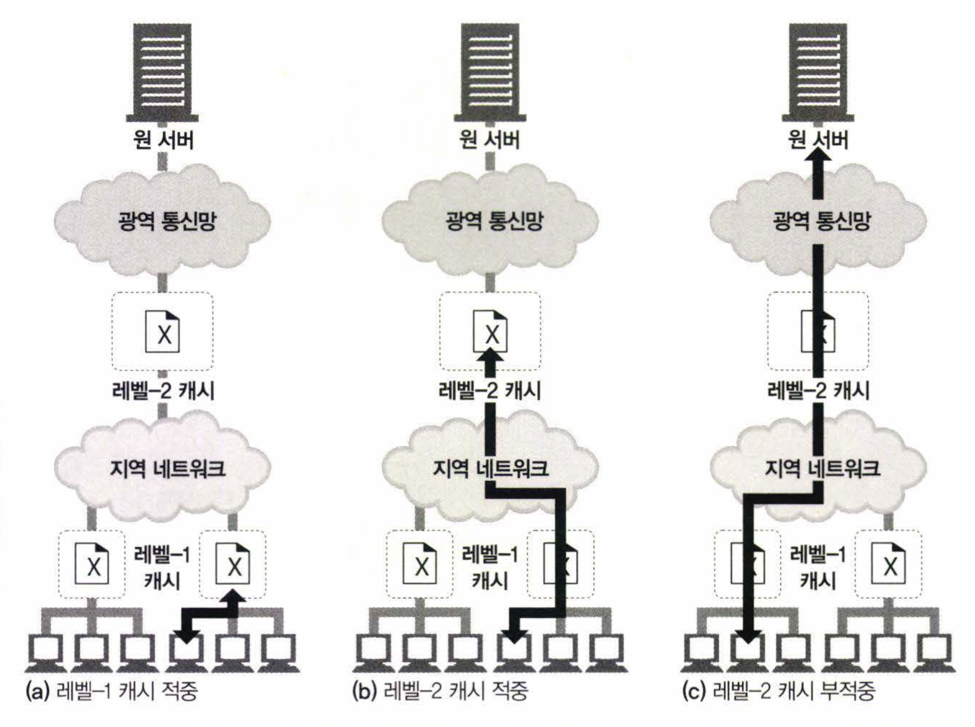 원 서버
광역 통신망
X
레벨-2 캐시
지역 네트워크
X
레벨-1
캐시
X
(a) 레벨-1 캐시 적중
원 서버
광역 통신망
X
레벨-2 캐시
지역 네트워크
X
레벨-1
캐시
X
(b) 레벨-2 캐시 적중
원 서버
광역 통신망
X
레벨-2 캐시
지역 네트워크
X
레벨-1
캐시
X
(c) 레벨-2 캐시 부적중